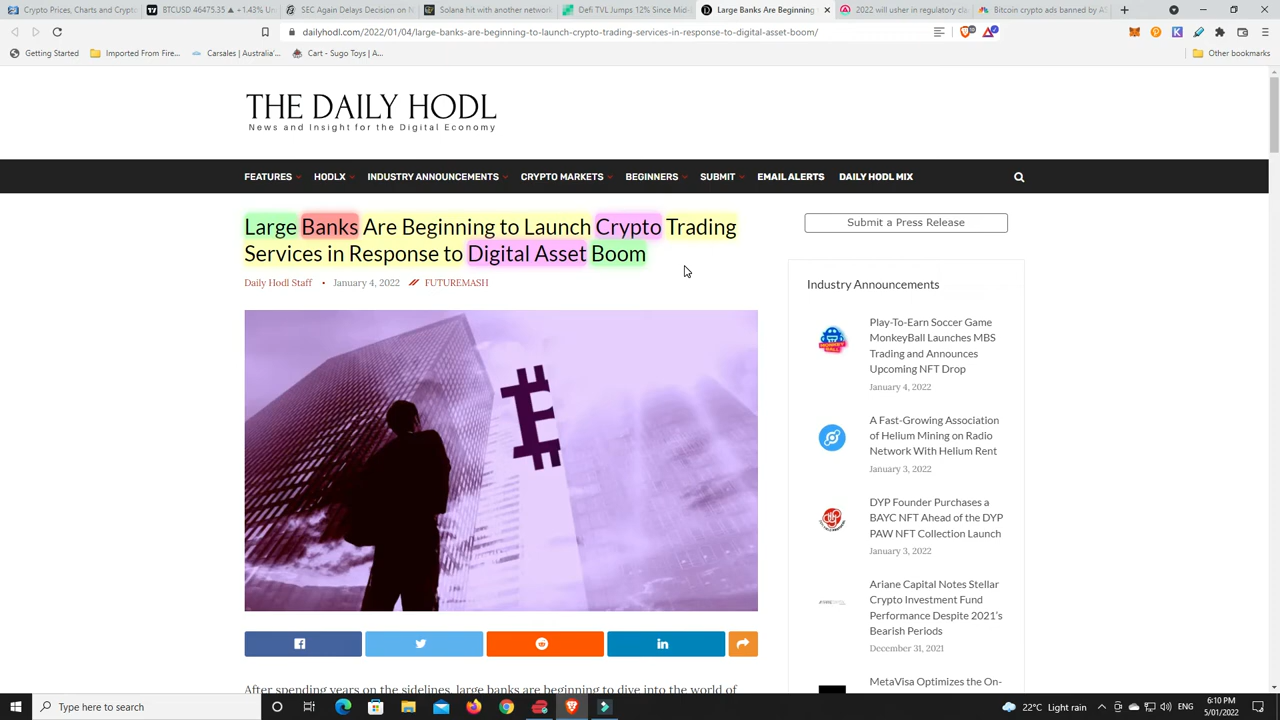 Crypto Prices, Charts and Crypto
BTCUSD 46475.35 ▲ +1.43% Un
SEC Again Delays Decision on N
Solana hit with another network
Defi TVL Jumps 12% Since Mid-
Large Banks Are Beginning
2022 will usher in regulatory cla
Bitcoin crypto ads banned by AS
dailyhodl.com/2022/01/04/large-banks-are-beginning-to-launch-crypto-trading-services-in-response-to-digital-asset-boom/
Getting Started
Imported From Fire...
Carsales | Australia'...
Cart - Sugo Toys | A...
Other bookmarks
THE DAILY HODL
News and Insight for the Digital Economy
FEATURES HODLX INDUSTRY ANNOUNCEMENTS CRYPTO MARKETS BEGINNERS SUBMIT EMAIL ALERTS DAILY HODL MIX
Large Banks Are Beginning to Launch Crypto Trading
Services in Response to Digital Asset Boom
Daily Hodl Staff • January 4, 2022 FUTUREMASH
After spending years on the sidelines, large banks are beginning to dive into the world of
Submit a Press Release
Industry Announcements
Play-To-Earn Soccer Game
MonkeyBall Launches MBS
Trading and Announces
Upcoming NFT Drop
January 4, 2022
A Fast-Growing Association
of Helium Mining on Radio
Network With Helium Rent
January 3, 2022
DYP Founder Purchases a
BAYC NFT Ahead of the DYP
PAW NFT Collection Launch
January 3, 2022
Ariane Capital Notes Stellar
Crypto Investment Fund
Performance Despite 2021's
Bearish Periods
December 31, 2021
MetaVisa Optimizes the On-
Type here to search
22°C Light rain
ENG
6:10 PM
5/01/2022